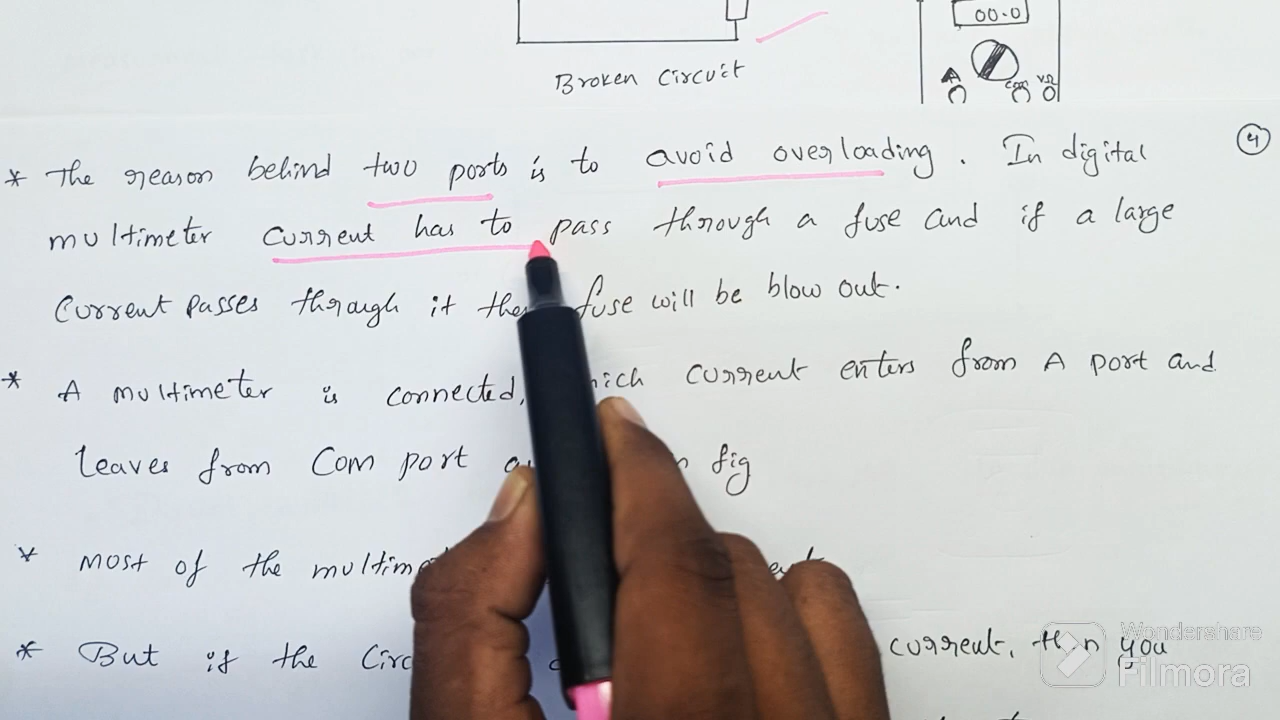 00.0
A COM VΩ
Broken Circuit
4
* The reason behind two ports is to avoid overloading. In digital
multimeter current has to pass through a fuse and if a large
Current passes through it the fuse will be blow out.
* A multimeter is connected, current enters from A port and
leaves from Com port fig
* most of the
* But if the current, then you
Wondershare
Filmora